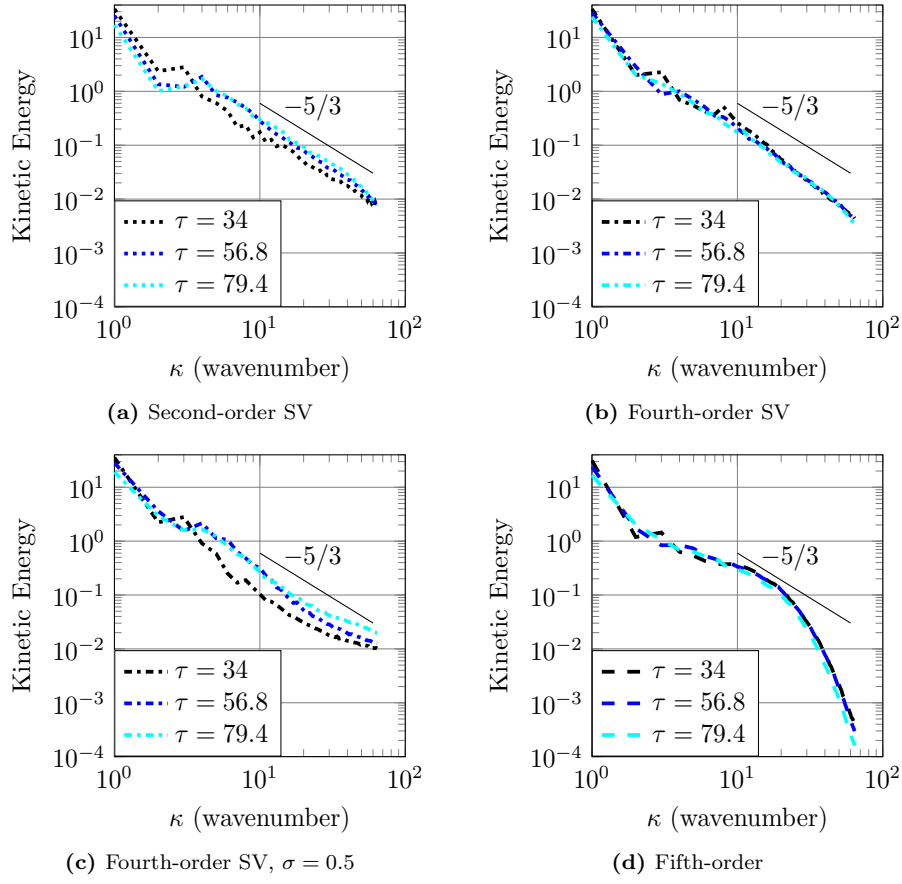 10^1
10^0
10^-1
10^-2
10^-3
10^-4
Kinetic Energy
−5/3
τ = 34
τ = 56.8
τ = 79.4
10^0 10^1 10^2
κ (wavenumber)
(a) Second-order SV
10^1
10^0
10^-1
10^-2
10^-3
10^-4
Kinetic Energy
−5/3
τ = 34
τ = 56.8
τ = 79.4
10^0 10^1 10^2
κ (wavenumber)
(b) Fourth-order SV
10^1
10^0
10^-1
10^-2
10^-3
10^-4
Kinetic Energy
−5/3
τ = 34
τ = 56.8
τ = 79.4
10^0 10^1 10^2
κ (wavenumber)
(c) Fourth-order SV, σ = 0.5
10^1
10^0
10^-1
10^-2
10^-3
10^-4
Kinetic Energy
−5/3
τ = 34
τ = 56.8
τ = 79.4
10^0 10^1 10^2
κ (wavenumber)
(d) Fifth-order